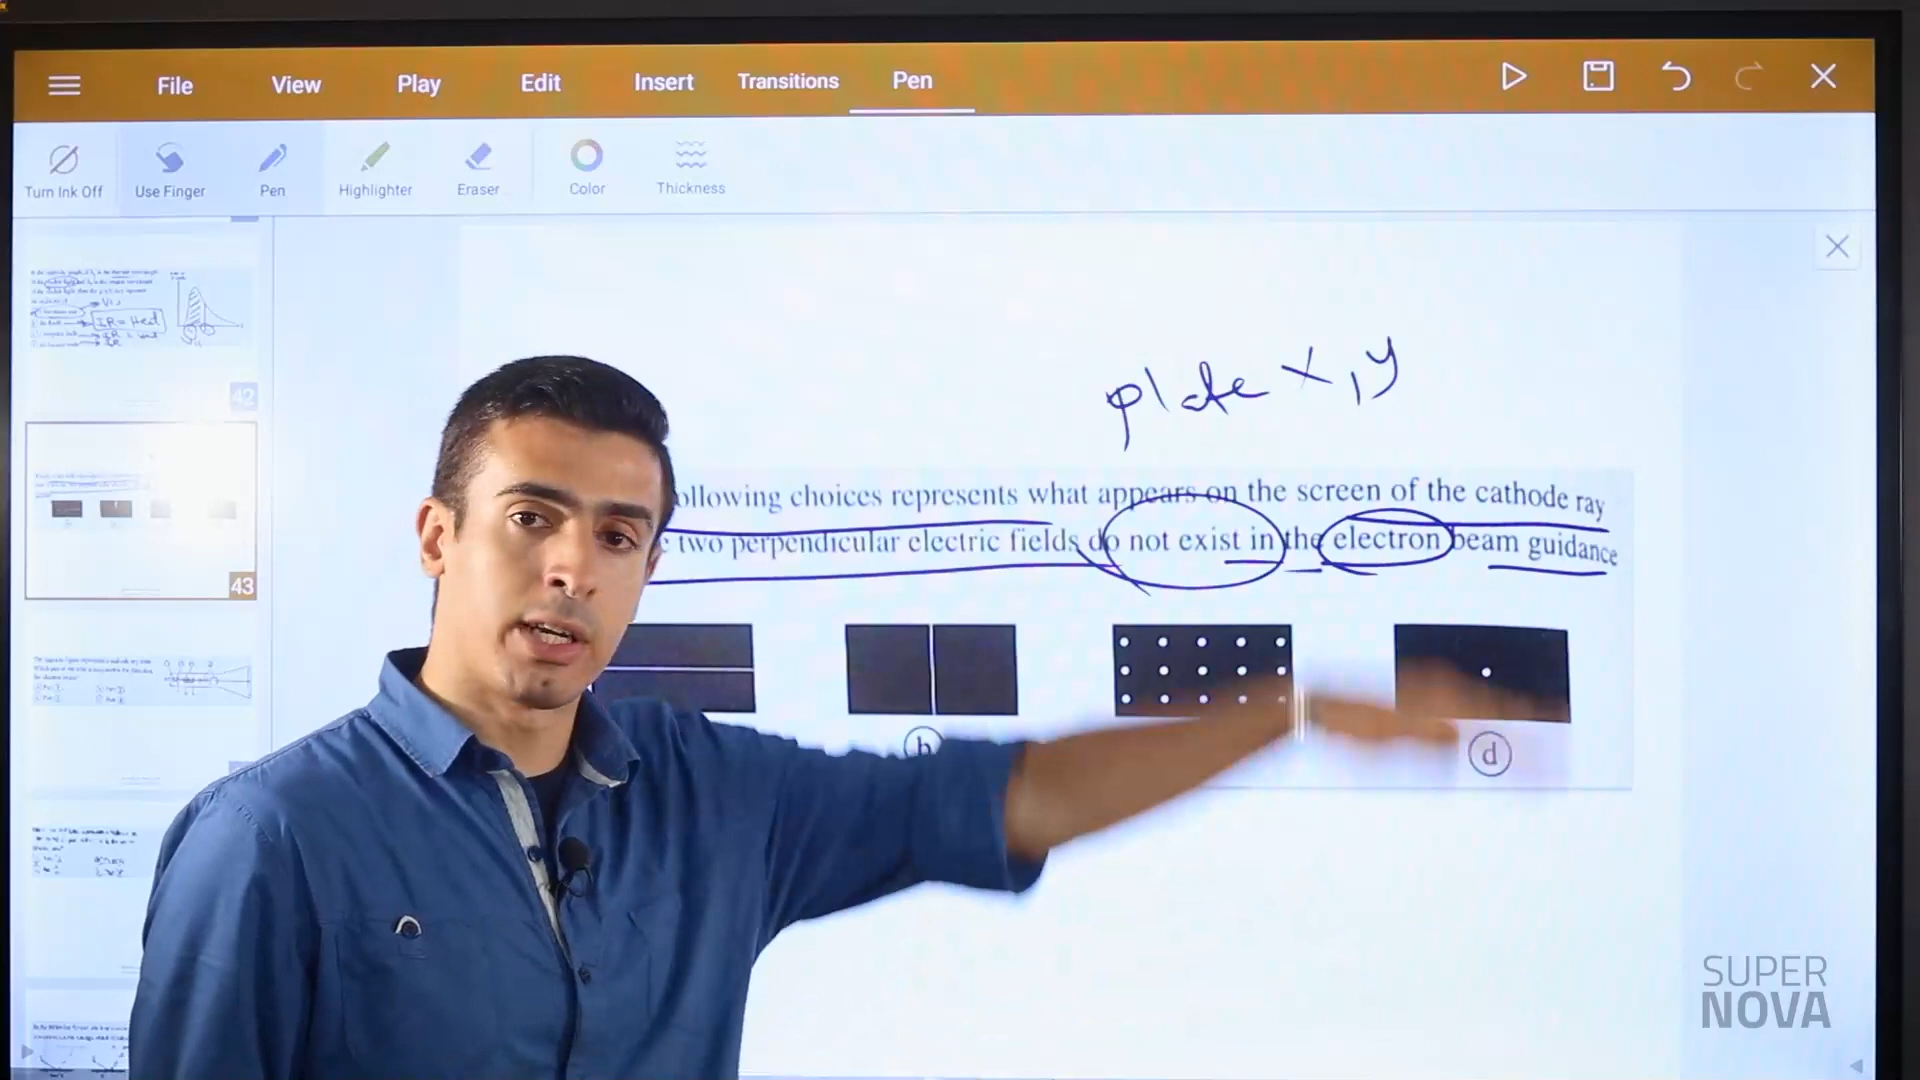 File View Play Edit Insert Transitions Pen
Turn Ink Off Use Finger Pen Highlighter Eraser Color Thickness
plate x, y
ollowing choices represents what appears on the screen of the cathode ray
e two perpendicular electric fields do not exist in the electron beam guidance
b
d
42
43
SUPER
NOVA